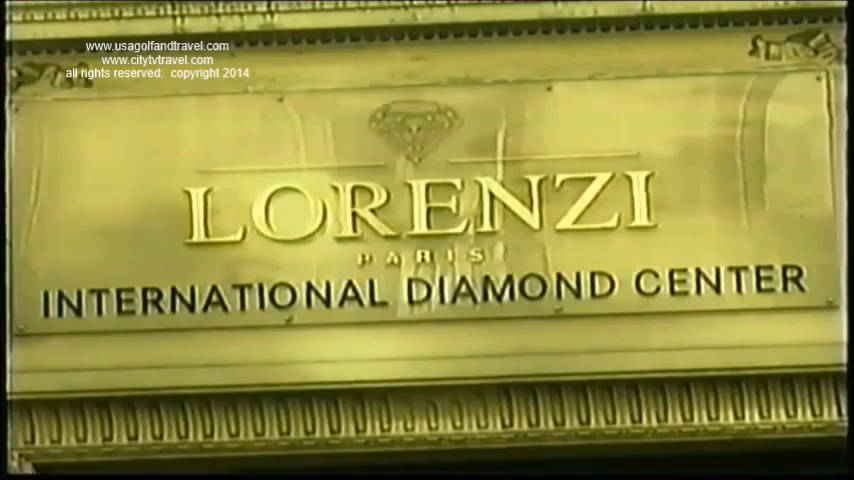 www.usagolfandtravel.com
www.citytvtravel.com
all rights reserved: copyright 2014
LORENZI
PARIS
INTERNATIONAL DIAMOND CENTER